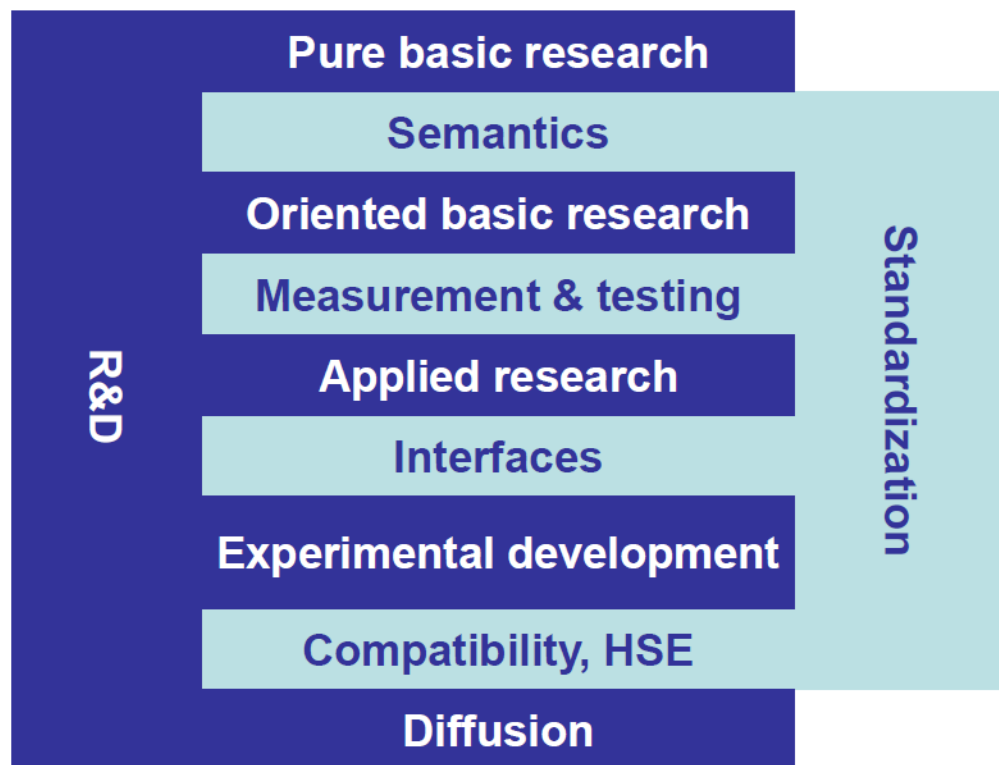 Pure basic research
Semantics
Oriented basic research
Measurement & testing
Applied research
Interfaces
Experimental development
Compatibility, HSE
Diffusion
R&D
Standardization